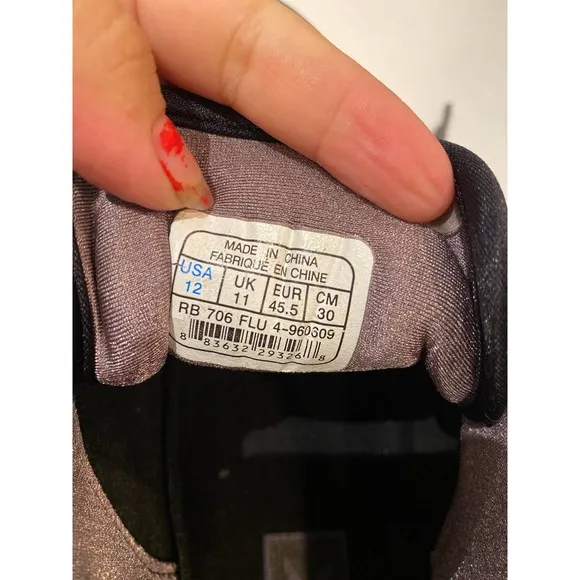 MADE IN CHINA
FABRIQUÉ EN CHINE
USA UK EUR CM
12 11 45.5 30
RB 706 FLU 4-960609
8 83632 29326 8